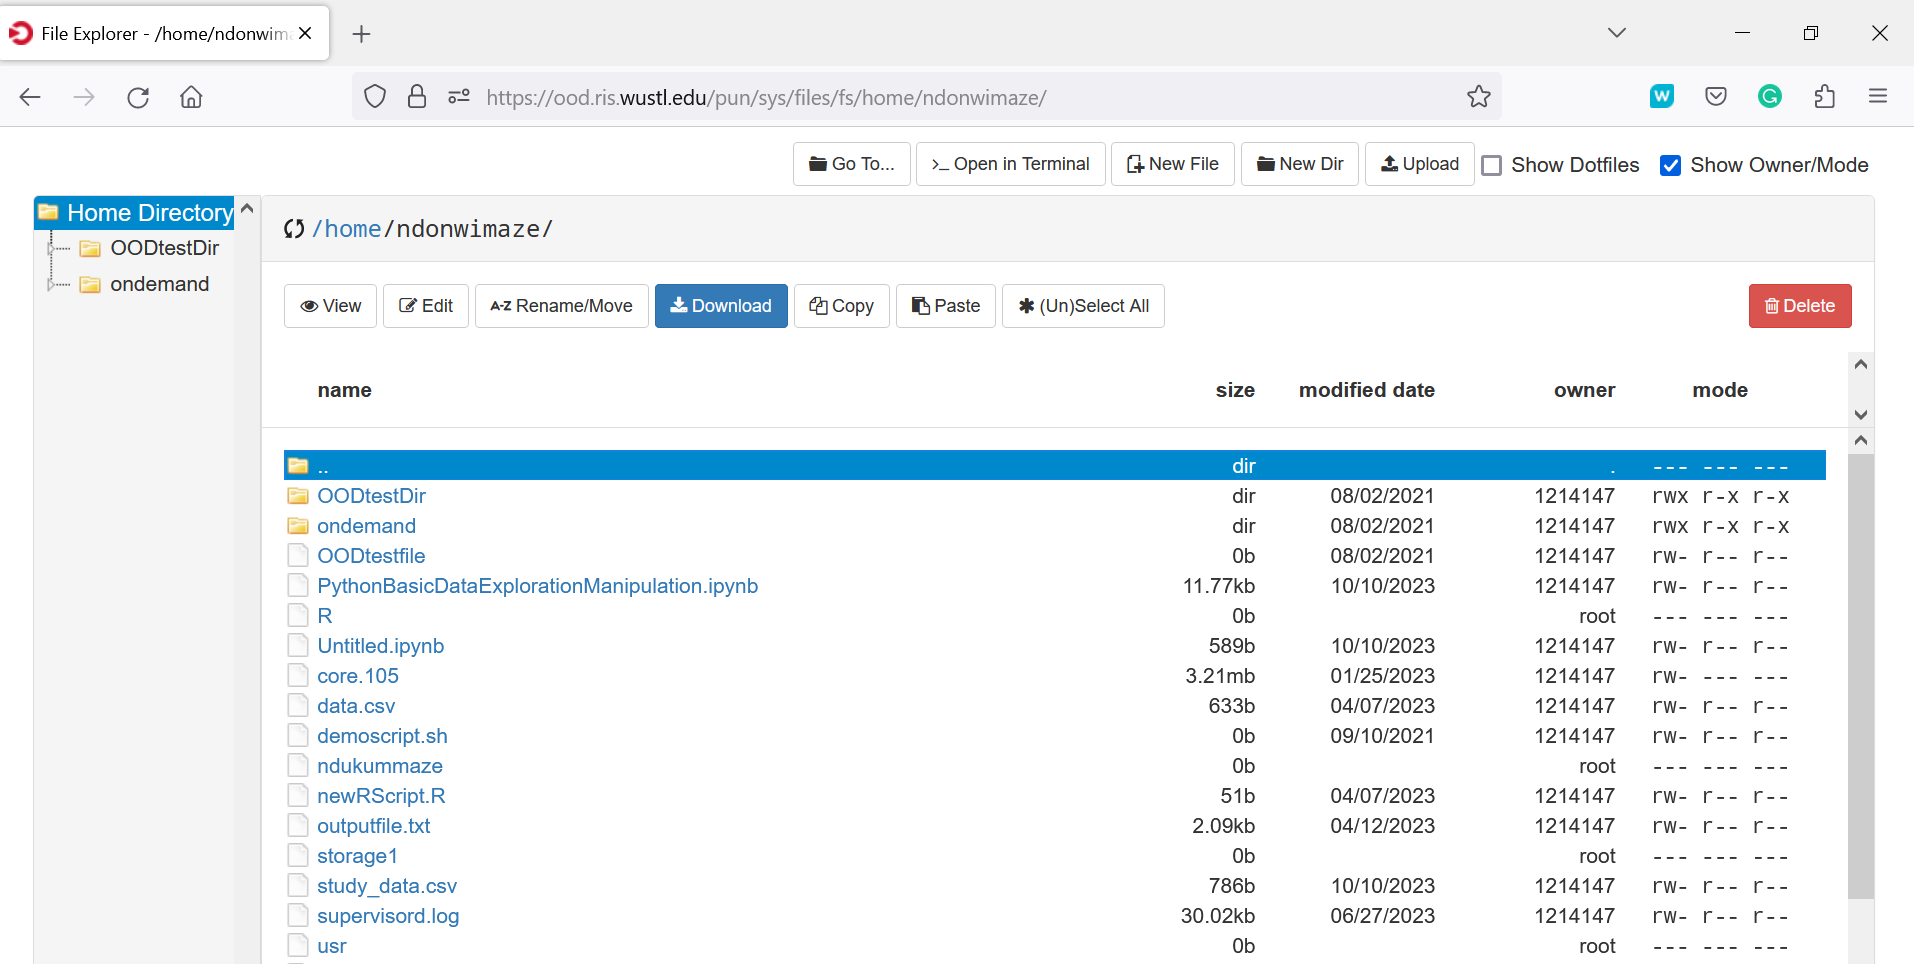 File Explorer - /home/ndonwima
https://ood.ris.wustl.edu/pun/sys/files/fs/home/ndonwimaze/
Go To... >_ Open in Terminal New File New Dir Upload Show Dotfiles Show Owner/Mode
Home Directory
OODtestDir
ondemand
/home/ndonwimaze/
View Edit A-Z Rename/Move Download Copy Paste (Un)Select All Delete
name size modified date owner mode
.. dir . --- --- ---
OODtestDir dir 08/02/2021 1214147 rwx r-x r-x
ondemand dir 08/02/2021 1214147 rwx r-x r-x
OODtestfile 0b 08/02/2021 1214147 rw- r-- r--
PythonBasicDataExplorationManipulation.ipynb 11.77kb 10/10/2023 1214147 rw- r-- r--
R 0b root --- --- ---
Untitled.ipynb 589b 10/10/2023 1214147 rw- r-- r--
core.105 3.21mb 01/25/2023 1214147 rw- --- ---
data.csv 633b 04/07/2023 1214147 rw- r-- r--
demoscript.sh 0b 09/10/2021 1214147 rw- r-- r--
ndukummaze 0b root --- --- ---
newRScript.R 51b 04/07/2023 1214147 rw- r-- r--
outputfile.txt 2.09kb 04/12/2023 1214147 rw- r-- r--
storage1 0b root --- --- ---
study_data.csv 786b 10/10/2023 1214147 rw- r-- r--
supervisord.log 30.02kb 06/27/2023 1214147 rw- r-- r--
usr 0b root --- --- ---